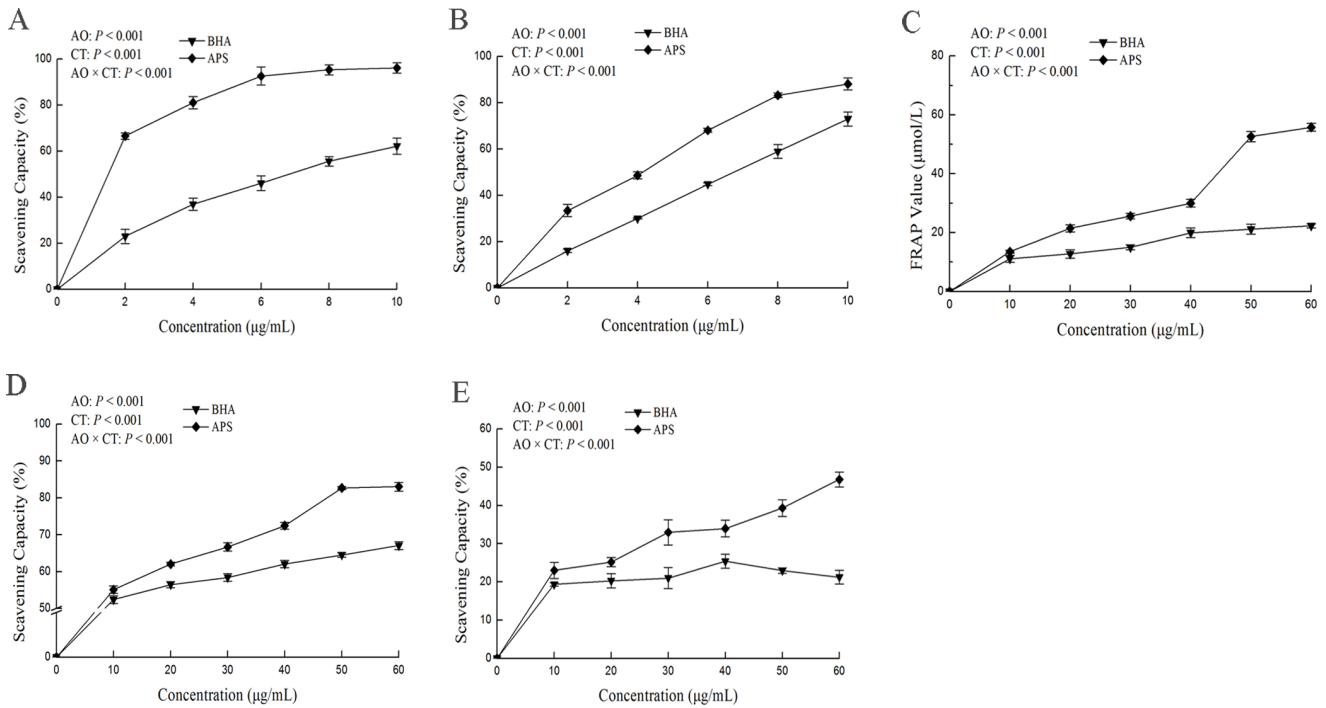 A
AO: P < 0.001
CT: P < 0.001
AO × CT: P < 0.001
BHA
APS
100
80
60
40
20
0
Scavening Capacity (%)
0 2 4 6 8 10
Concentration (μg/mL)
B
AO: P < 0.001
CT: P < 0.001
AO × CT: P < 0.001
BHA
APS
100
80
60
40
20
0
Scavening Capacity (%)
0 2 4 6 8 10
Concentration (μg/mL)
C
AO: P < 0.001
CT: P < 0.001
AO × CT: P < 0.001
BHA
APS
80
60
40
20
0
FRAP Value (μmol/L)
0 10 20 30 40 50 60
Concentration (μg/mL)
D
AO: P < 0.001
CT: P < 0.001
AO × CT: P < 0.001
BHA
APS
100
90
80
70
60
50
0
Scavening Capacity (%)
0 10 20 30 40 50 60
Concentration (μg/mL)
E
AO: P < 0.001
CT: P < 0.001
AO × CT: P < 0.001
BHA
APS
60
50
40
30
20
10
0
Scavening Capacity (%)
0 10 20 30 40 50 60
Concentration (μg/mL)